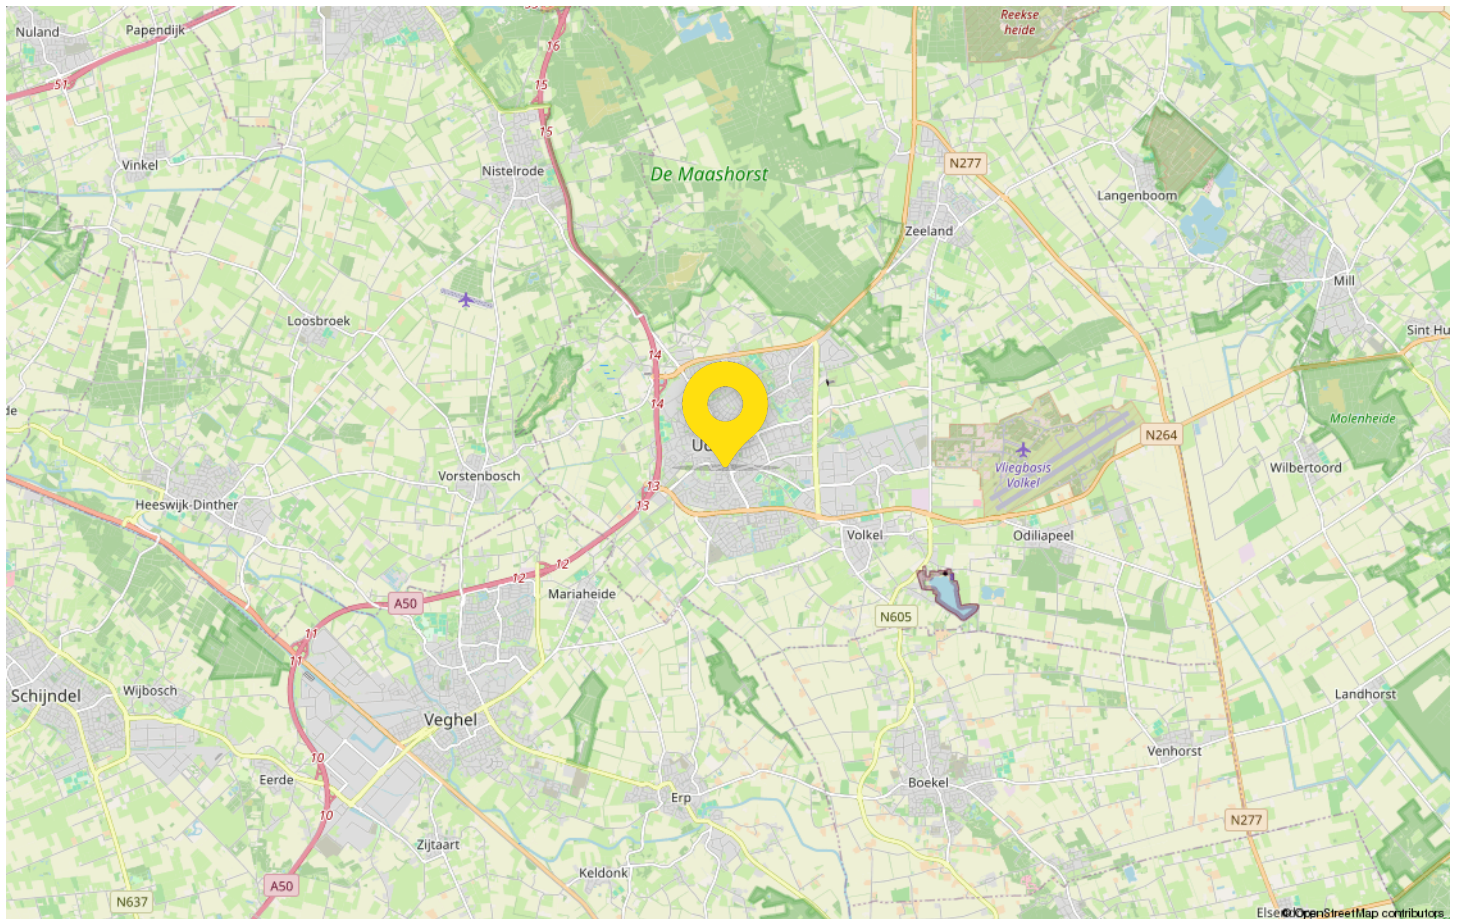 Nuland
Papendijk
51
16
15
15
Reekse
heide
Vinkel
Nistelrode
De Maashorst
N277
Langenboom
Zeeland
Mill
Loosbroek
Sint Hu
14
14
Molenheide
N264
Vliegbasis
Volkel
Vorstenbosch
Wilbertoord
13
13
Heeswijk-Dinther
Volkel
Odiliapeel
12
12
Mariaheide
A50
N605
11
11
Schijndel
Wijbosch
Veghel
Landhorst
Venhorst
10
Eerde
Boekel
Erp
10
N277
Zijtaart
Keldonk
A50
N637
© OpenStreetMap contributors